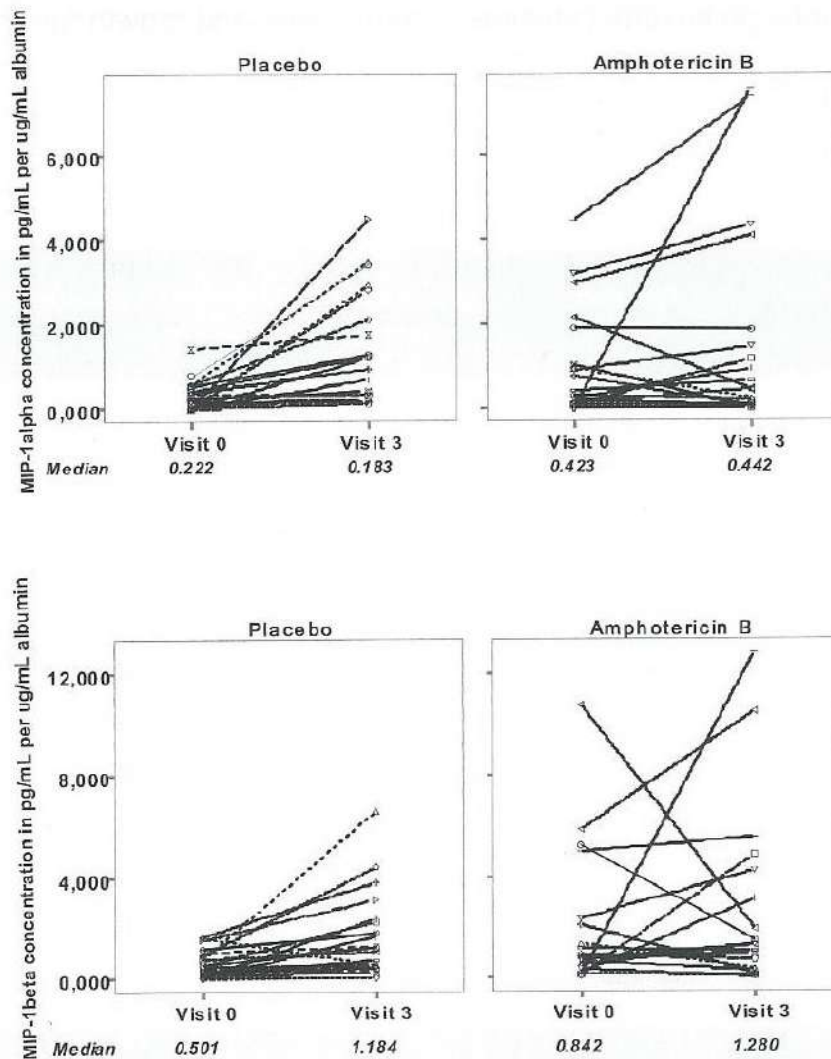 Placebo
Amphotericin B
MIP-1alpha concentration in pg/mL per ug/mL albumin
6,000
4,000
2,000
0,000
Visit 0
Visit 3
Visit 0
Visit 3
Median
0.222
0.183
0.423
0.442
Placebo
Amphotericin B
MIP-1beta concentration in pg/mL per ug/mL albumin
12,000
8,000
4,000
0,000
Visit 0
Visit 3
Visit 0
Visit 3
Median
0.501
1.184
0.842
1.280